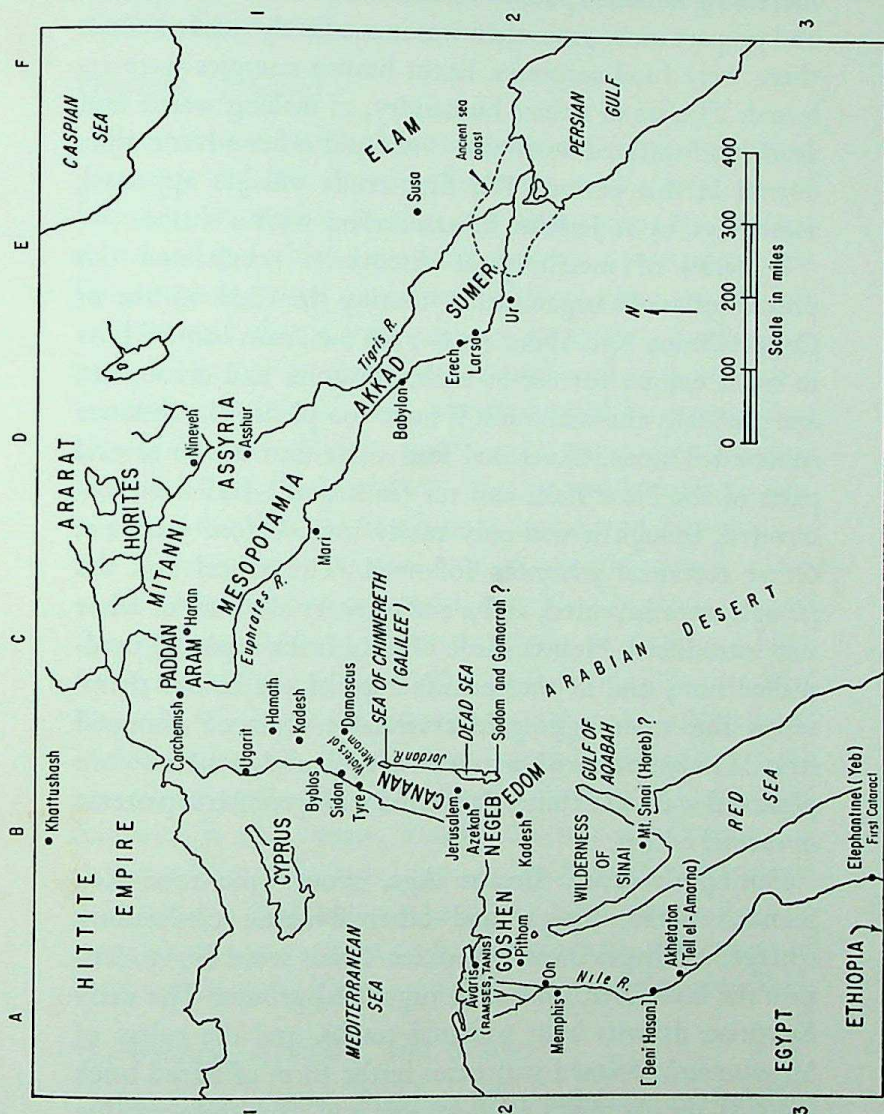 1
2
3
F
E
D
C
B
A
CASPIAN
SEA
ELAM
Susa
Ancient sea
coast
PERSIAN
GULF
ARARAT
HORITES
MITANNI
Nineveh
ASSYRIA
Asshur
Tigris R.
AKKAD
SUMER
Babylon
Erech
Larsa
Ur
MESOPOTAMIA
Euphrates R.
Mari
PADDAN
ARAM
Haran
Carchemish
N
0 100 200 300 400
Scale in miles
Khattushash
HITTITE
EMPIRE
CYPRUS
MEDITERRANEAN
SEA
Ugarit
Hamath
Kadesh
Damascus
Byblos
Sidon
Tyre
Waters of
Merom
SEA OF CHINNERETH
(GALILEE)
Jordan R.
CANAAN
DEAD SEA
Sodom and Gomorrah ?
Jerusalem
Azekah
NEGEB
EDOM
Kadesh
ARABIAN DESERT
GULF OF
AQABAH
WILDERNESS
OF
SINAI
Mt. Sinai (Horeb) ?
RED
SEA
Avaris
(RAMSES, TANIS)
GOSHEN
Pithom
On
Memphis
Nile R.
[Beni Hasan]
Akhetaton
(Tell el-Amarna)
EGYPT
ETHIOPIA
Elephantine (Yeb)
First Cataract
1
2
3
A
B
C
D
E
F